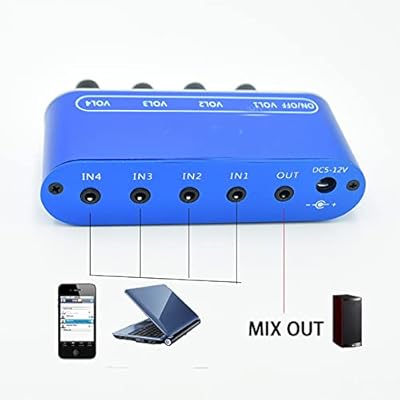 VOL4 VOL3 VOL2 ON/OFF VOL1
IN4 IN3 IN2 IN1 OUT DC5-12V
- +
MIX OUT